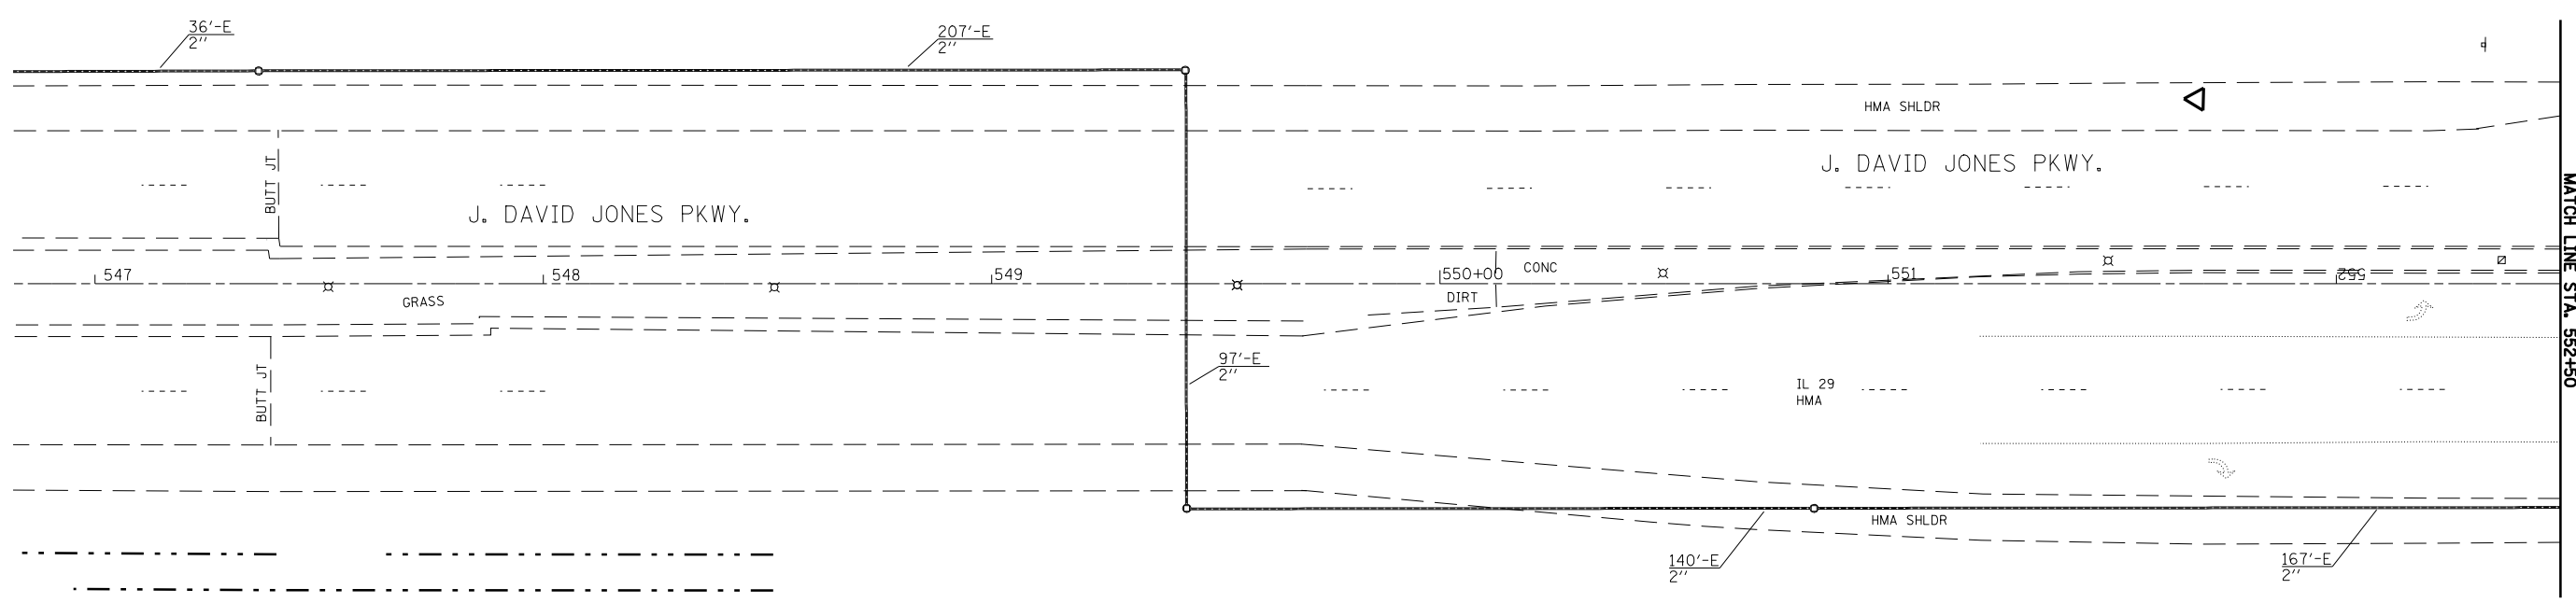 36'-E
2''
207'-E
2''
HMA SHLDR
J. DAVID JONES PKWY.
BUTT JT
J. DAVID JONES PKWY.
547
548
549
550+00
CONC
551
552
GRASS
DIRT
MATCH LINE STA. 552+50
97'-E
2''
BUTT JT
IL 29
HMA
HMA SHLDR
140'-E
2''
167'-E
2''